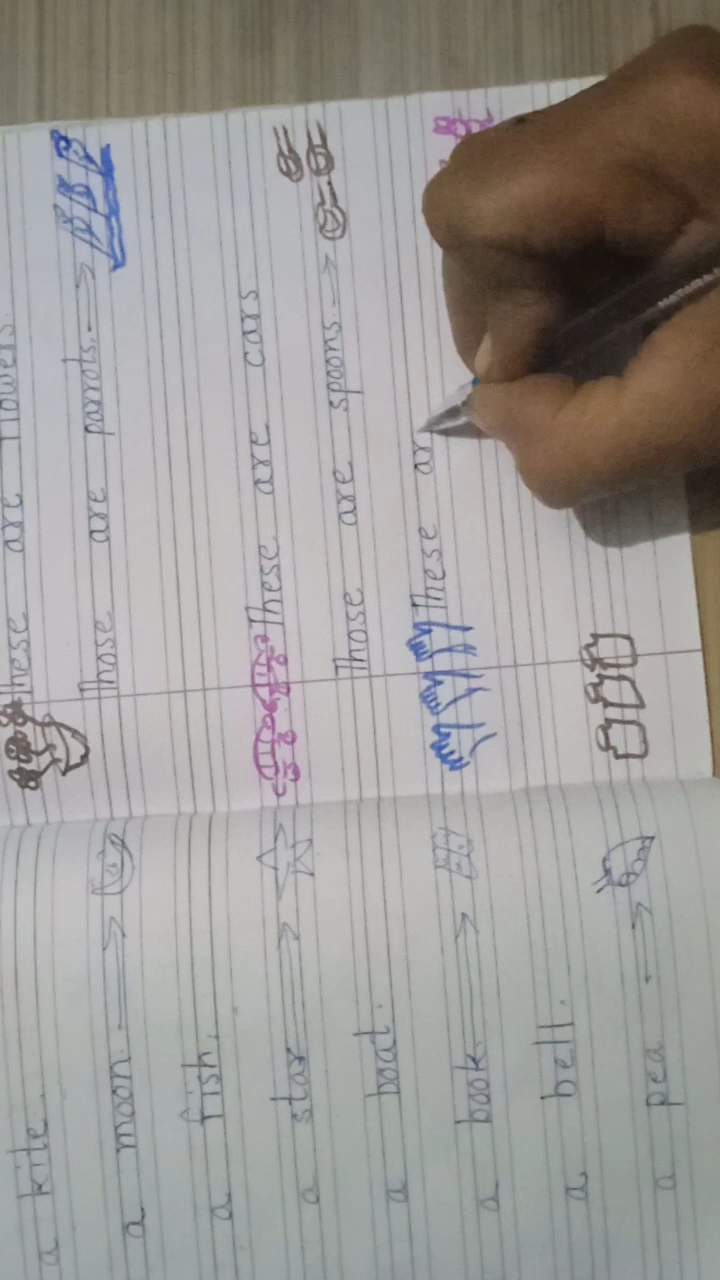 a kite.
a moon.
a fish.
a star
a boat.
a book.
a bell.
a pea
These are flowers.
Those are parrots.
These are cars
Those are spoons.
These ar